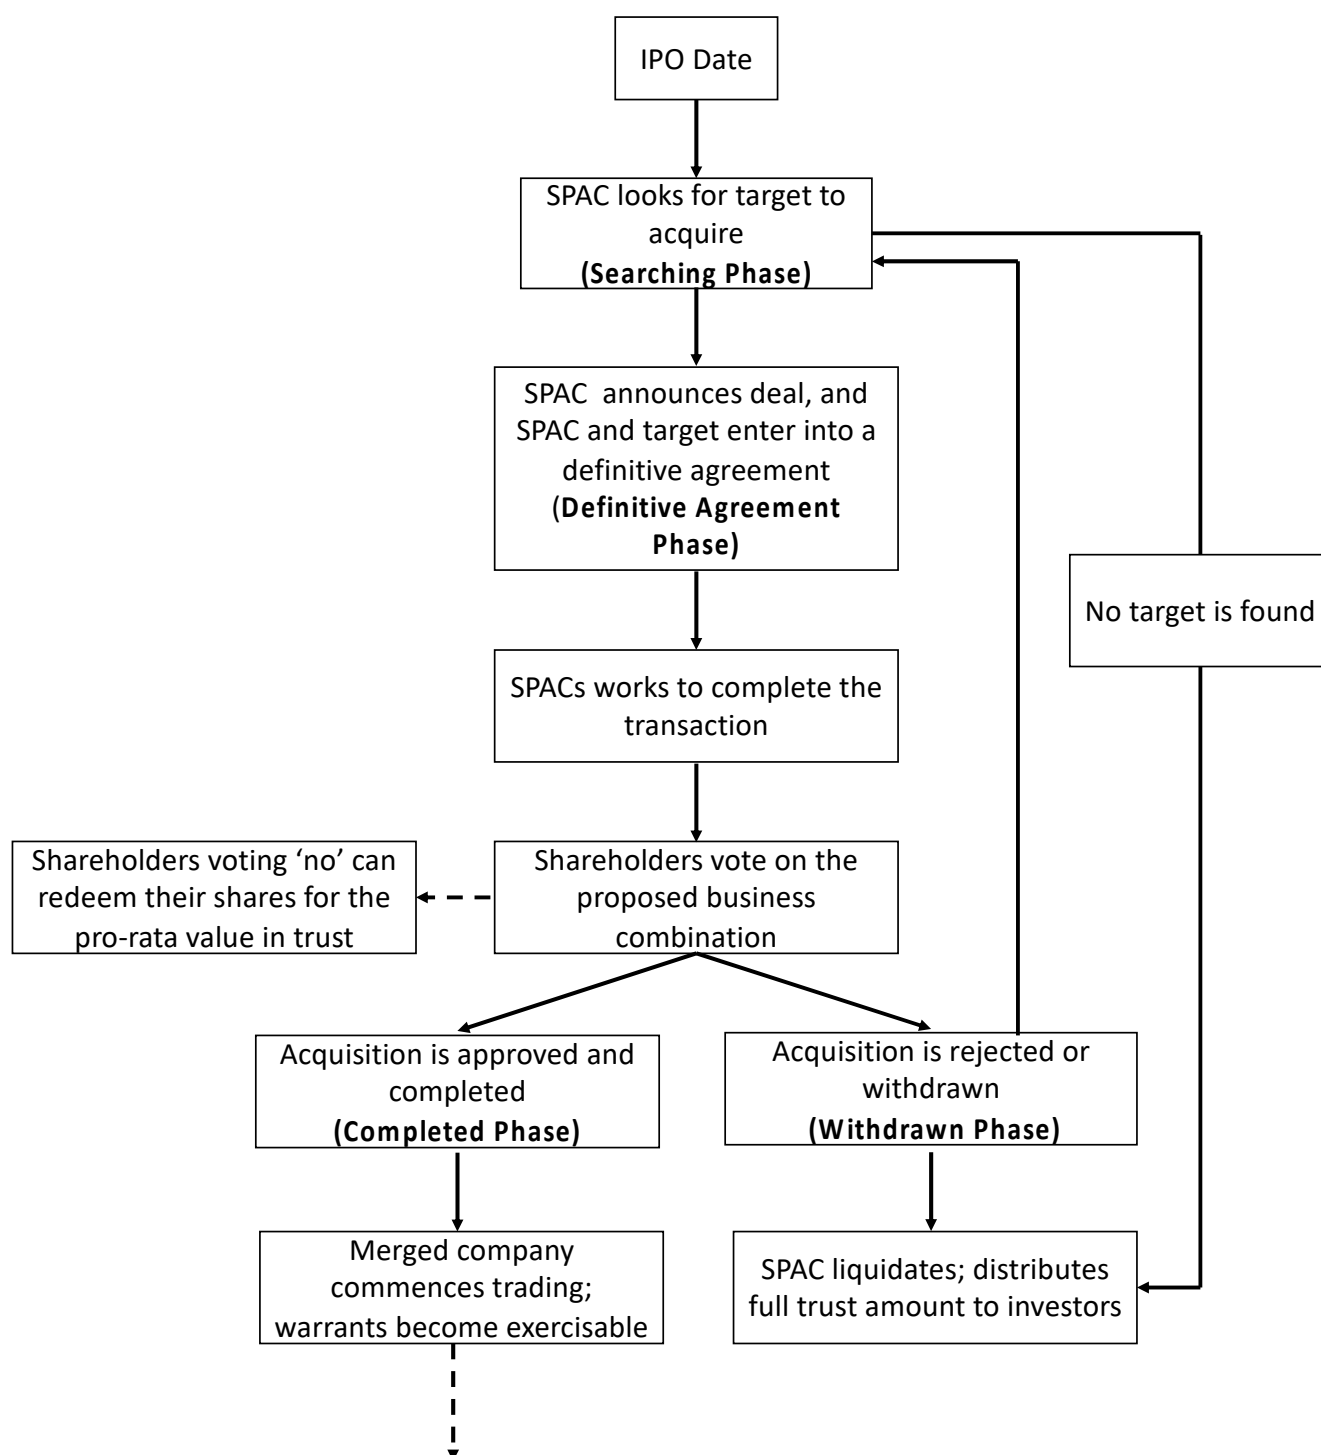 IPO Date
SPAC looks for target to
acquire
(Searching Phase)
SPAC  announces deal, and
SPAC and target enter into a
definitive agreement
(Definitive Agreement
Phase)
No target is found
SPACs works to complete the
transaction
Shareholders voting ‘no’ can
redeem their shares for the
pro-rata value in trust
Shareholders vote on the
proposed business
combination
Acquisition is approved and
completed
(Completed Phase)
Acquisition is rejected or
withdrawn
(Withdrawn Phase)
Merged company
commences trading;
warrants become exercisable
SPAC liquidates; distributes
full trust amount to investors